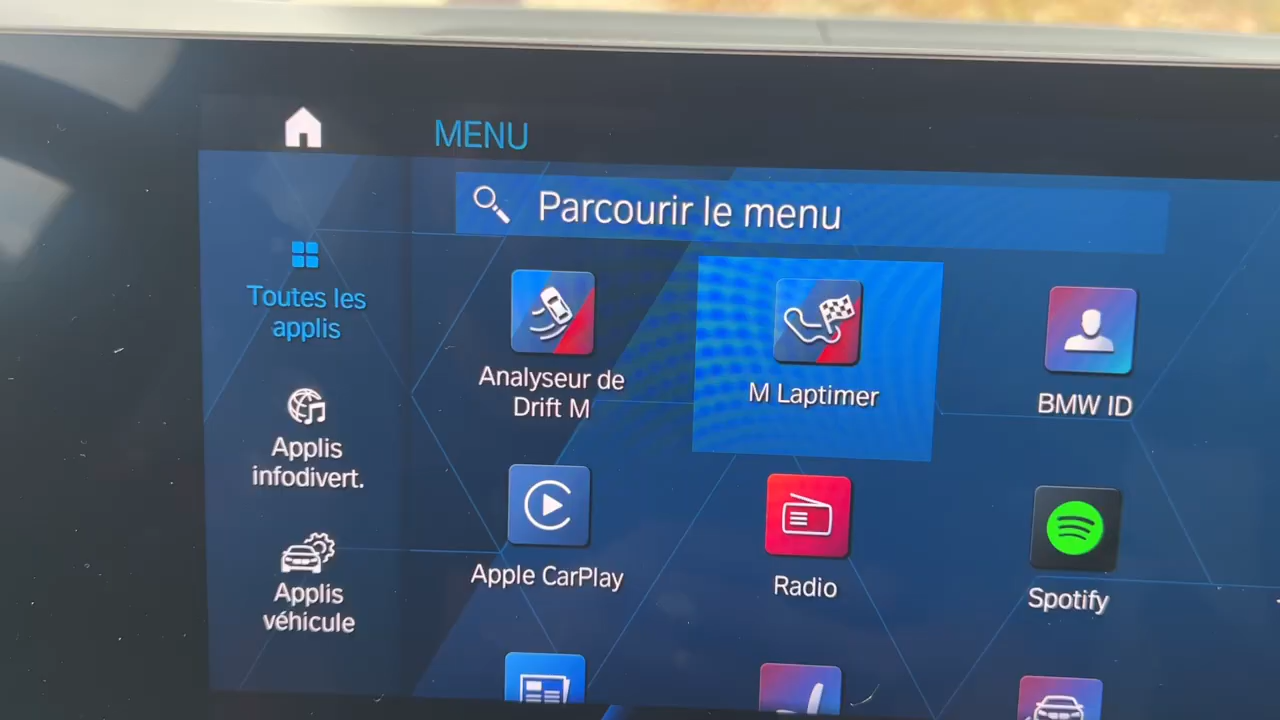 MENU
Parcourir le menu
Toutes les
applis
Applis
infodivert.
Applis
véhicule
Analyseur de
Drift M
M Laptimer
BMW ID
Apple CarPlay
Radio
Spotify